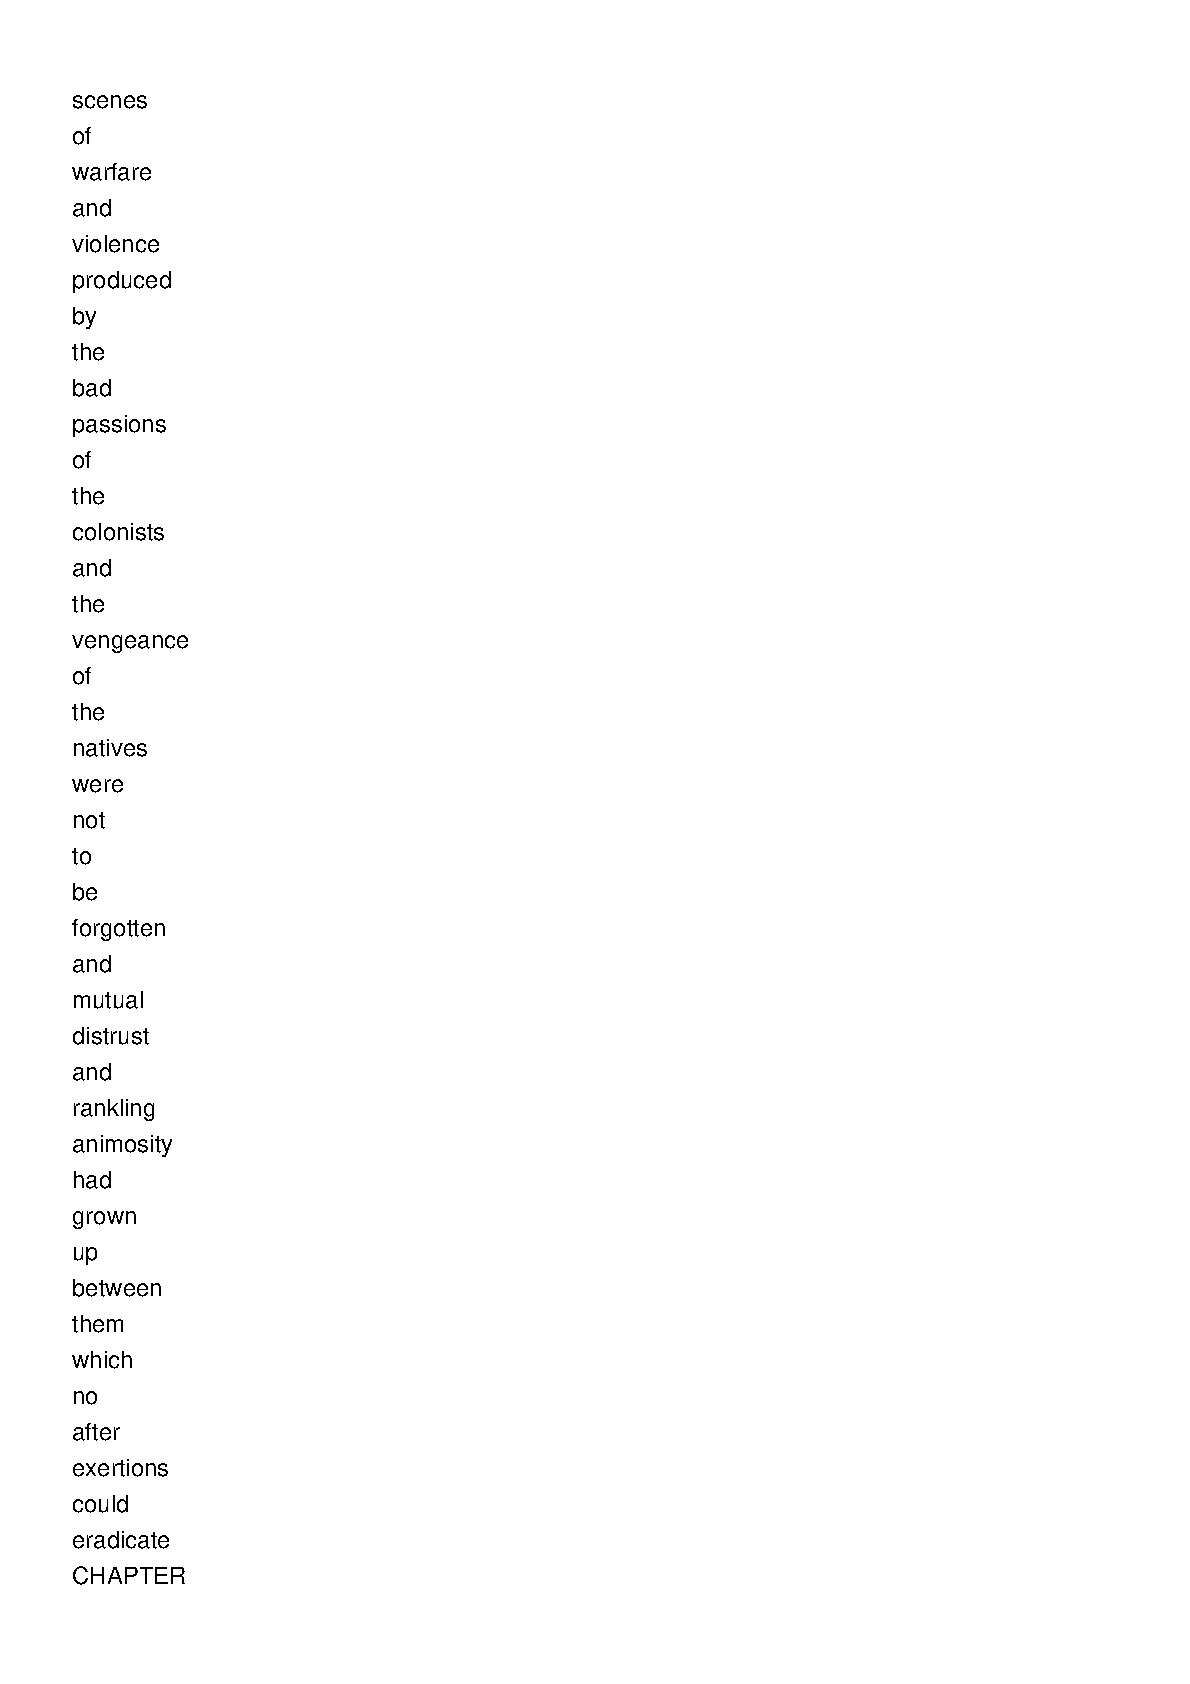 scenes
of
warfare
and
violence
produced
by
the
bad
passions
of
the
colonists
and
the
vengeance
of
the
natives
were
not
to
be
forgotten
and
mutual
distrust
and
rankling
animosity
had
grown
up
between
them
which
no
after
exertions
could
eradicate
CHAPTER